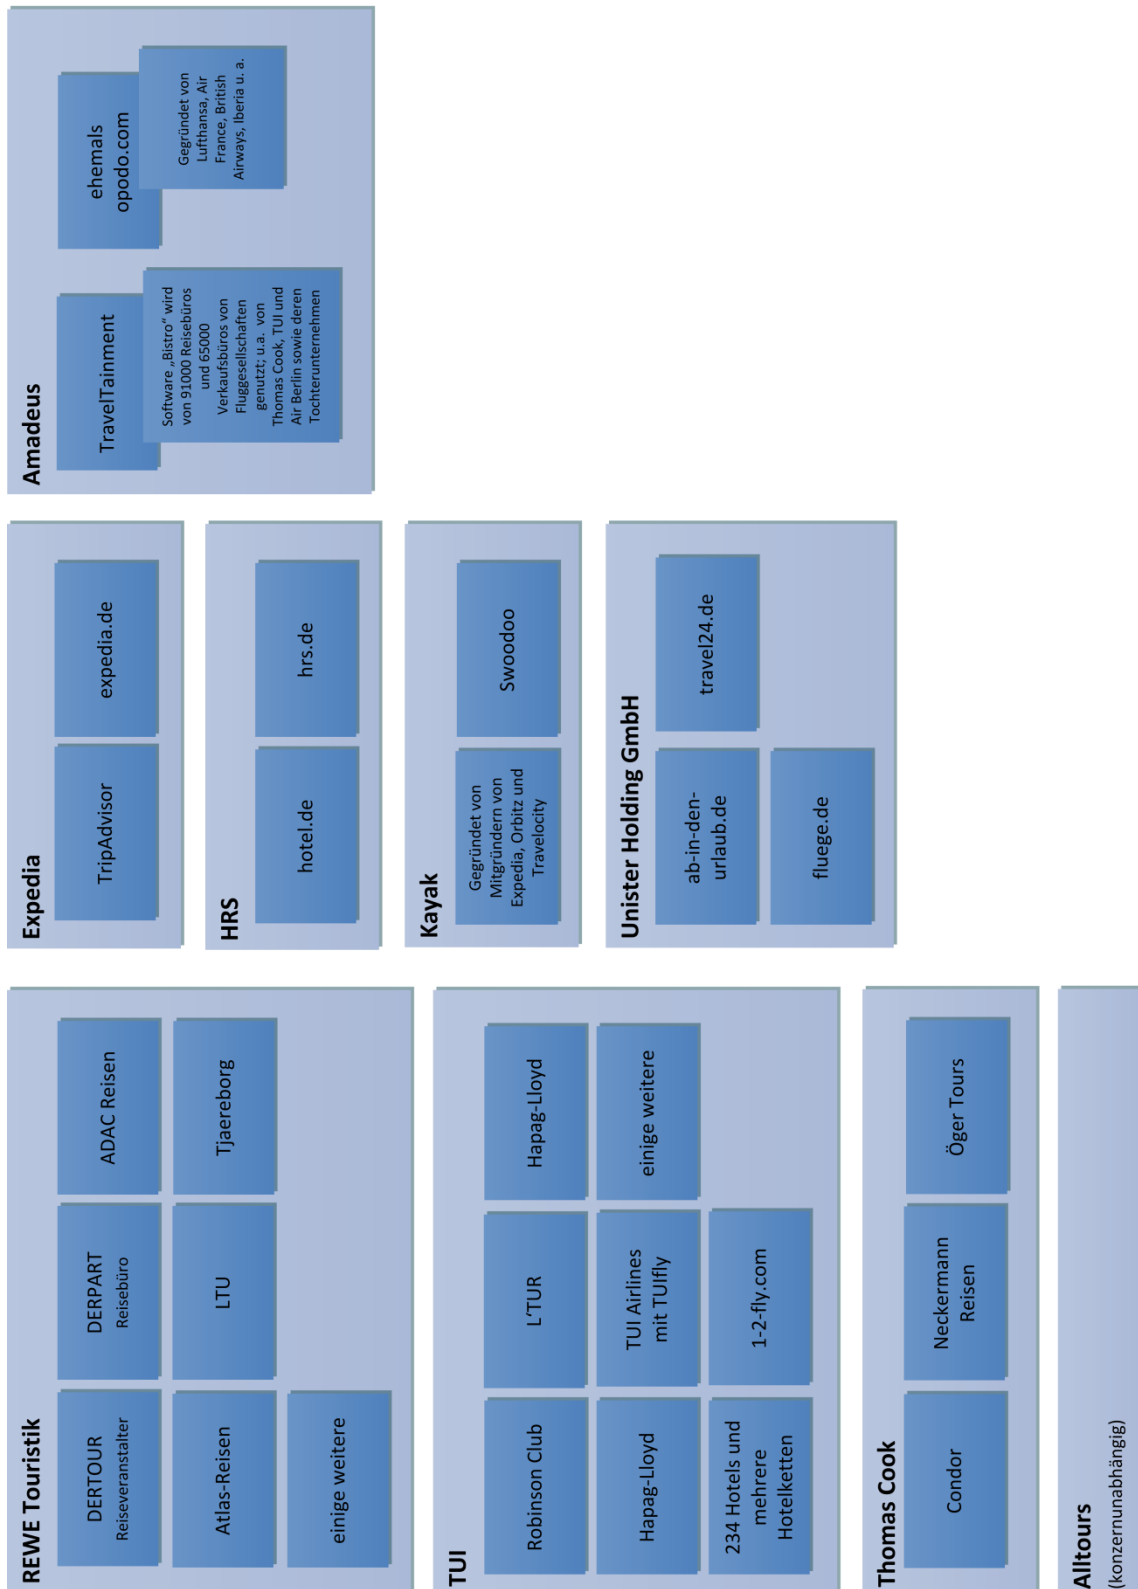 REWE Touristik
DERTOUR
Reiseveranstalter
DERPART
Reisebüro
ADAC Reisen
Atlas-Reisen
LTU
Tjaereborg
einige weitere
TUI
Robinson Club
L'TUR
Hapag-Lloyd
Hapag-Lloyd
TUI Airlines
mit TUIfly
einige weitere
234 Hotels und
mehrere
Hotelketten
1-2-fly.com
Thomas Cook
Condor
Neckermann
Reisen
Öger Tours
Alltours
(konzernunabhängig)
Expedia
TripAdvisor
expedia.de
HRS
hotel.de
hrs.de
Kayak
Gegründet von
Mitgründern von
Expedia, Orbitz und
Travelocity
Swoodoo
Unister Holding GmbH
ab-in-den-
urlaub.de
travel24.de
fluege.de
Amadeus
TravelTainment
Software „Bistro“ wird
von 91000 Reisebüros
und 65000
Verkaufsbüros von
Fluggesellschaften
genutzt; u.a. von
Thomas Cook, TUI und
Air Berlin sowie deren
Tochterunternehmen
ehemals
opodo.com
Gegründet von
Lufthansa, Air
France, British
Airways, Iberia u. a.